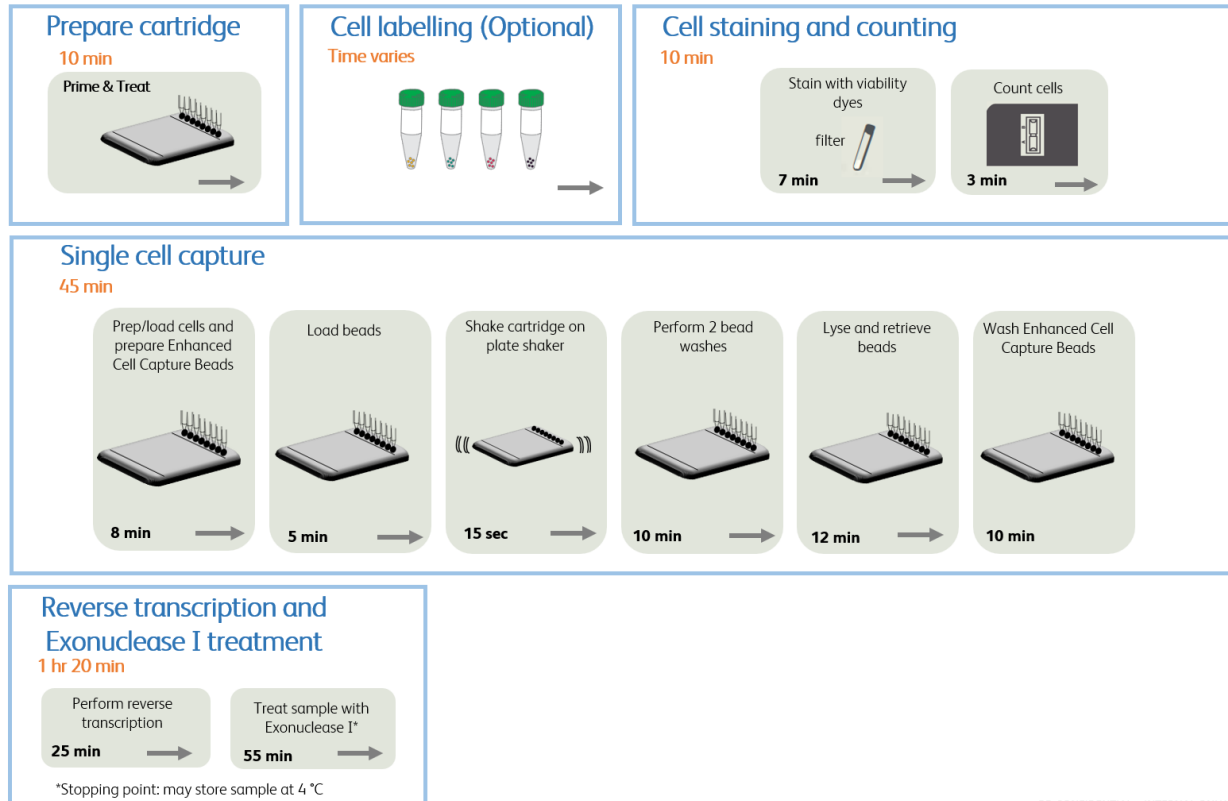 Prepare cartridge
10 min
Prime & Treat
Cell labelling (Optional)
Time varies
Cell staining and counting
10 min
Stain with viability
dyes
filter
7 min
Count cells
3 min
Single cell capture
45 min
Prep/load cells and
prepare Enhanced
Cell Capture Beads
8 min
Load beads
5 min
Shake cartridge on
plate shaker
15 sec
Perform 2 bead
washes
10 min
Lyse and retrieve
beads
12 min
Wash Enhanced Cell
Capture Beads
10 min
Reverse transcription and
Exonuclease I treatment
1 hr 20 min
Perform reverse
transcription
25 min
Treat sample with
Exonuclease I*
55 min
*Stopping point: may store sample at 4 °C